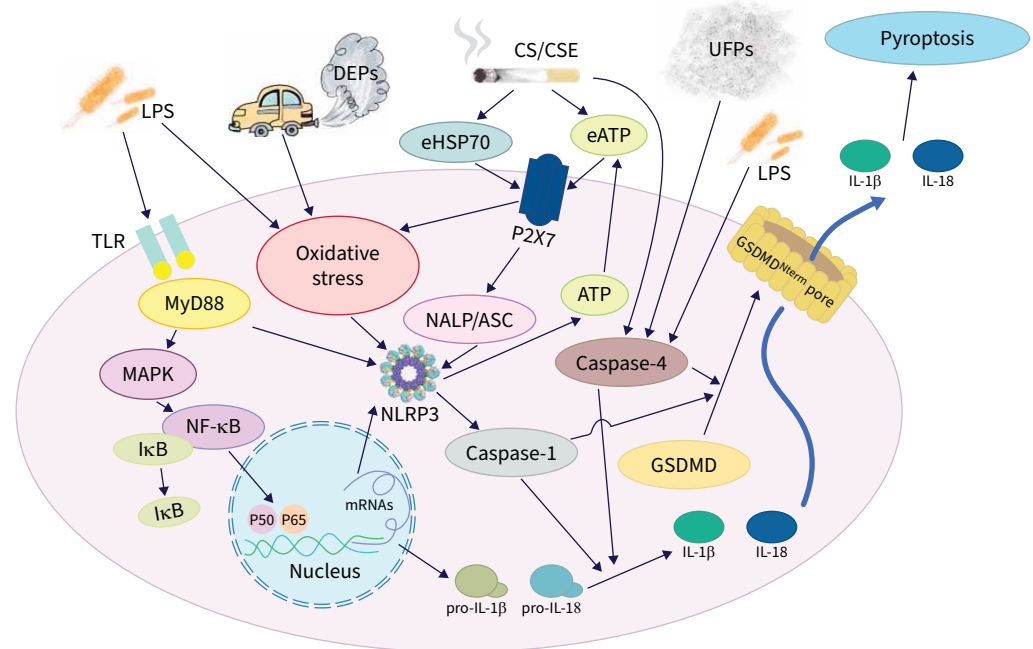 CS/CSE
UFPs
Pyroptosis
DEPs
LPS
eHSP70
eATP
LPS
IL-1β
IL-18
TLR
P2X7
Oxidative
stress
GSDMD^Nterm pore
MyD88
ATP
NALP/ASC
MAPK
Caspase-4
NLRP3
NF-κB
IκB
Caspase-1
GSDMD
mRNAs
IκB
P50
P65
Nucleus
IL-1β
IL-18
pro-IL-1β
pro-IL-18